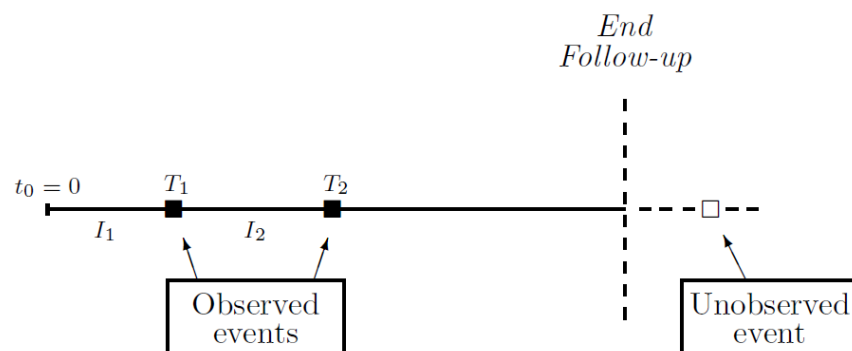 End
Follow-up
t₀ = 0
T₁
T₂
I₁
I₂
Observed
events
Unobserved
event